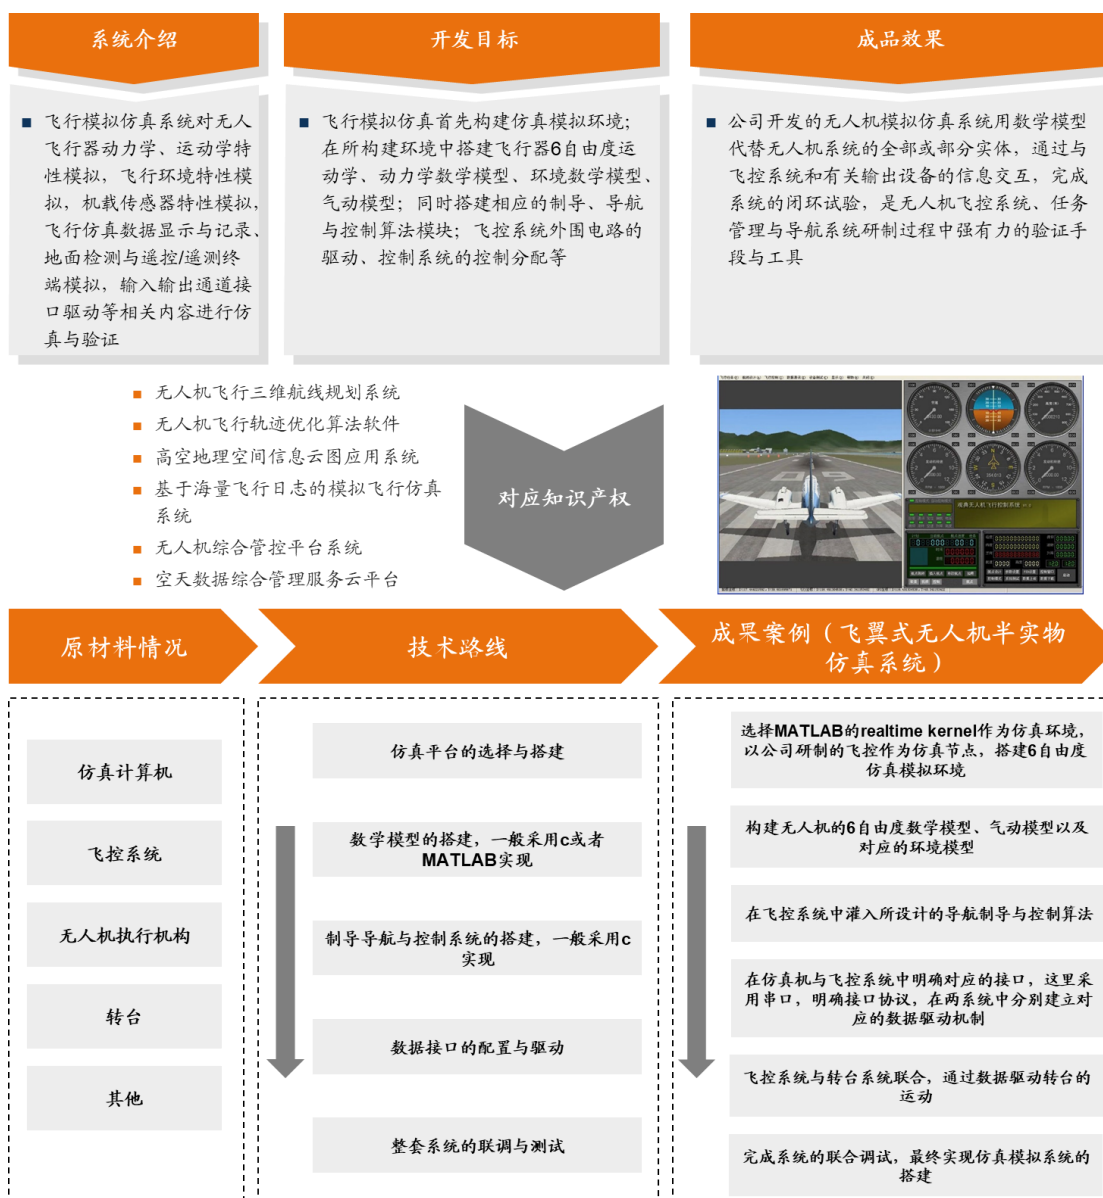 系统介绍
开发目标
成品效果
飞行模拟仿真系统对无人
飞行器动力学、运动学特
性模拟，飞行环境特性模
拟，机载传感器特性模拟，
飞行仿真数据显示与记录、
地面检测与遥控/遥测终
端模拟，输入输出通道接
口驱动等相关内容进行仿
真与验证
飞行模拟仿真首先构建仿真模拟环境；
在所构建环境中搭建飞行器6自由度运
动学、动力学数学模型、环境数学模型、
气动模型；同时搭建相应的制导、导航
与控制算法模块；飞控系统外围电路的
驱动、控制系统的控制分配等
公司开发的无人机模拟仿真系统用数学模型
代替无人机系统的全部或部分实体，通过与
飞控系统和有关输出设备的信息交互，完成
系统的闭环试验，是无人机飞控系统、任务
管理与导航系统研制过程中强有力的验证手
段与工具
无人机飞行三维航线规划系统
无人机飞行轨迹优化算法软件
高空地理空间信息云图应用系统
基于海量飞行日志的模拟飞行仿真
系统
无人机综合管控平台系统
空天数据综合管理服务云平台
对应知识产权
原材料情况
技术路线
成果案例（飞翼式无人机半实物
仿真系统）
仿真计算机
飞控系统
无人机执行机构
转台
其他
仿真平台的选择与搭建
数学模型的搭建，一般采用c或者
MATLAB实现
制导导航与控制系统的搭建，一般采用c
实现
数据接口的配置与驱动
整套系统的联调与测试
选择MATLAB的realtime kernel作为仿真环境，
以公司研制的飞控作为仿真节点，搭建6自由度
仿真模拟环境
构建无人机的6自由度数学模型、气动模型以及
对应的环境模型
在飞控系统中灌入所设计的导航制导与控制算法
在仿真机与飞控系统中明确对应的接口，这里采
用串口，明确接口协议，在两系统中分别建立对
应的数据驱动机制
飞控系统与转台系统联合，通过数据驱动转台的
运动
完成系统的联合调试，最终实现仿真模拟系统的
搭建